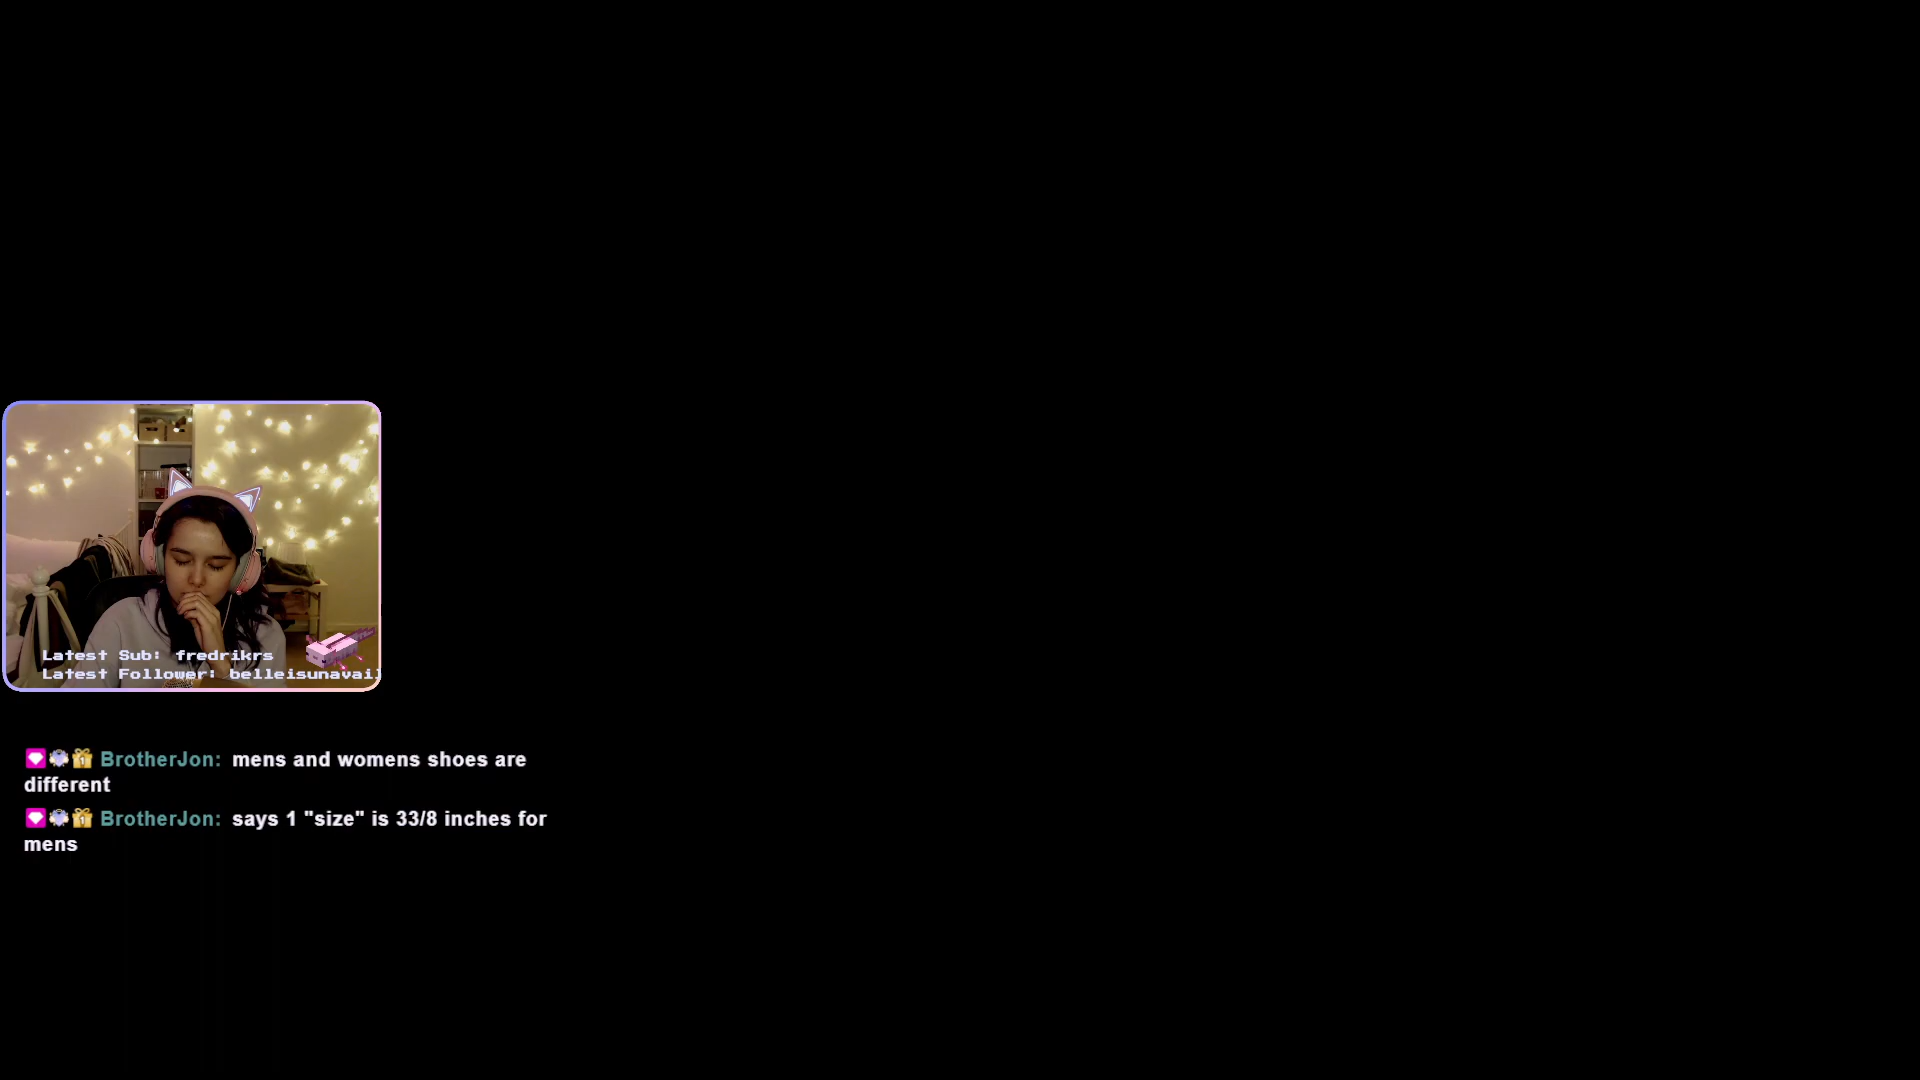 Latest Sub: fredrikrs
Latest Follower: belleisunavail
BrotherJon: mens and womens shoes are
different
BrotherJon: says 1 "size" is 33/8 inches for
mens